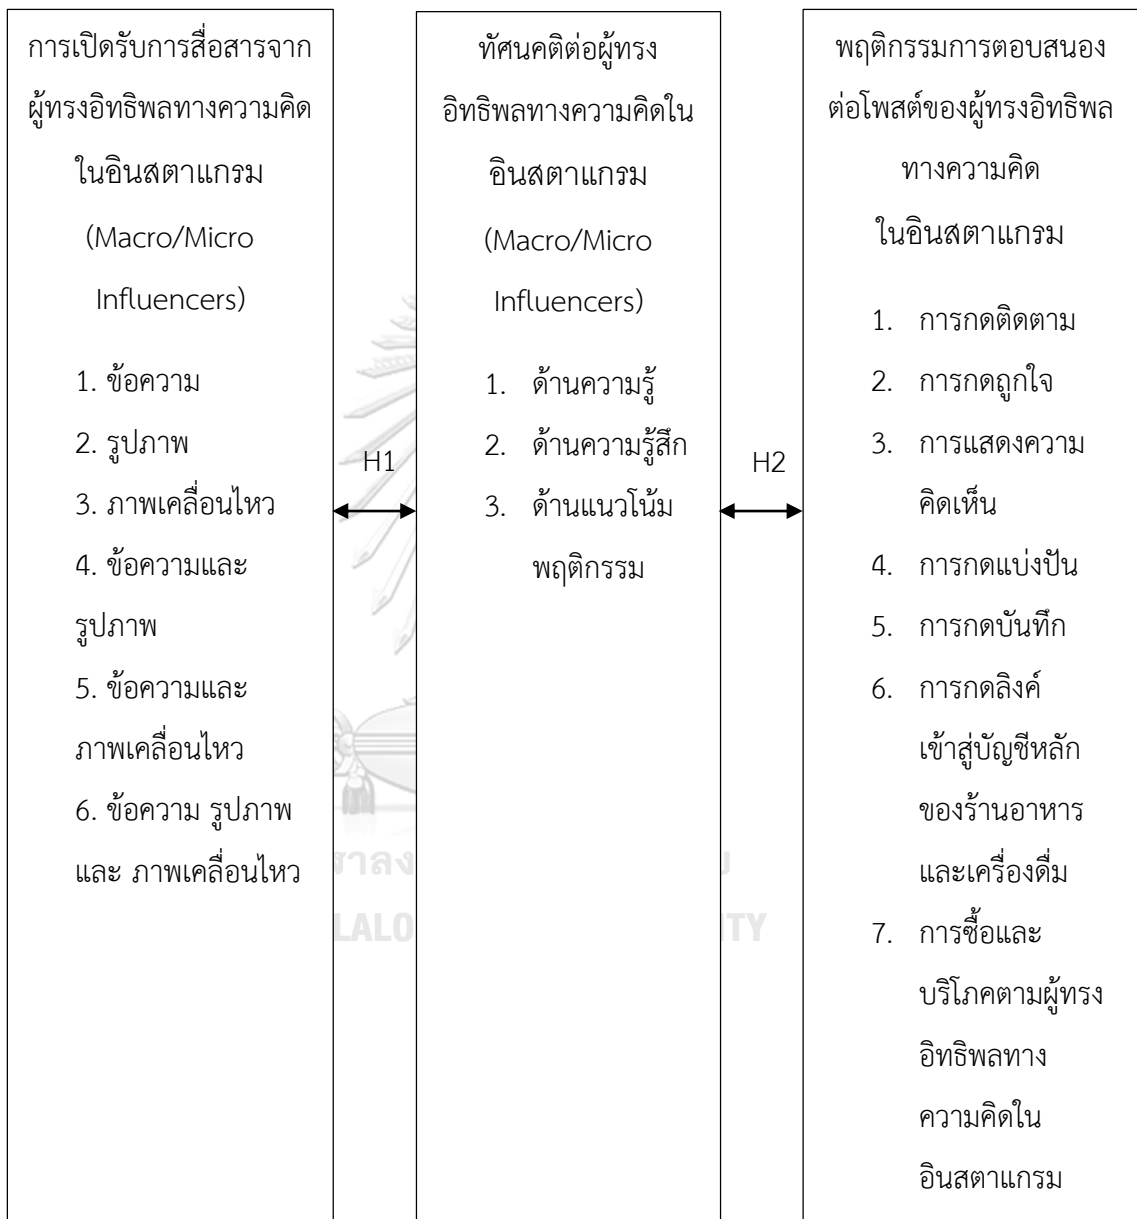 การเปิดรับการสื่อสารจาก
ผู้ทรงอิทธิพลทางความคิด
ในอินสตาแกรม
(Macro/Micro
Influencers)
1. ข้อความ
2. รูปภาพ
3. ภาพเคลื่อนไหว
4. ข้อความและ
รูปภาพ
5. ข้อความและ
ภาพเคลื่อนไหว
6. ข้อความ รูปภาพ
และ ภาพเคลื่อนไหว
H1
ทัศนคติต่อผู้ทรง
อิทธิพลทางความคิดใน
อินสตาแกรม
(Macro/Micro
Influencers)
1. ด้านความรู้
2. ด้านความรู้สึก
3. ด้านแนวโน้ม
พฤติกรรม
H2
พฤติกรรมการตอบสนอง
ต่อโพสต์ของผู้ทรงอิทธิพล
ทางความคิด
ในอินสตาแกรม
1. การกดติดตาม
2. การกดถูกใจ
3. การแสดงความ
คิดเห็น
4. การกดแบ่งปัน
5. การกดบันทึก
6. การกดลิงค์
เข้าสู่บัญชีหลัก
ของร้านอาหาร
และเครื่องดื่ม
7. การซื้อและ
บริโภคตามผู้ทรง
อิทธิพลทาง
ความคิดใน
อินสตาแกรม